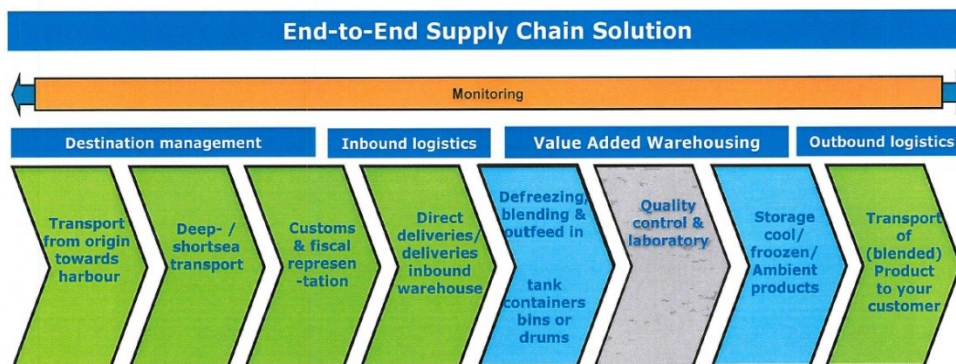 End-to-End Supply Chain Solution
Monitoring
Destination management
Inbound logistics
Value Added Warehousing
Outbound logistics
Transport
from origin
towards
harbour
Deep- /
shortsea
transport
Customs
& fiscal
represen
-tation
Direct
deliveries/
deliveries
inbound
warehouse
Defreezing,
blending &
outfeed in
tank
containers
bins or
drums
Quality
control &
laboratory
Storage
cool/
froozen/
Ambient
products
Transport
of
(blended)
Product
to your
customer